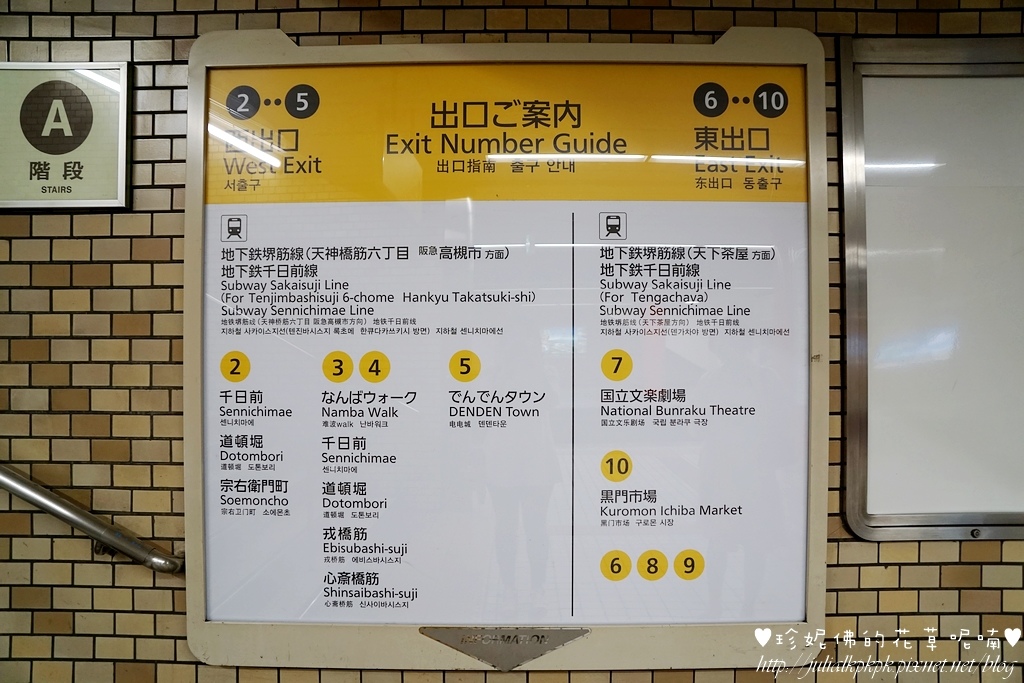 A
階段
STAIRS
2 •• 5
西出口
West Exit
서출구
出口ご案内
Exit Number Guide
出口指南 출구 안내
6 •• 10
東出口
East Exit
东出口 동출구
地下鉄堺筋線(天神橋筋六丁目 阪急高槻市方面)
地下鉄千日前線
Subway Sakaisuji Line
(For Tenjimbashisuji 6-chome Hankyu Takatsuki-shi)
Subway Sennichimae Line
地铁堺筋线(天神桥筋六丁目 阪急高槻市方向) 地铁千日前线
지하철 사카이스지선(텐진바시스지 록초메 한큐다카쓰키시 방면) 지하철 센니치마에선
2
千日前
Sennichimae
센니치마에
道頓堀
Dotombori
道顿堀 도톤보리
宗右衛門町
Soemoncho
宗右卫门町 소에몬초
3 4
なんばウォーク
Namba Walk
难波walk 난바워크
千日前
Sennichimae
센니치마에
道頓堀
Dotombori
道顿堀 도톤보리
戎橋筋
Ebisubashi-suji
戎桥筋 에비스바시스지
心斎橋筋
Shinsaibashi-suji
心斋桥筋 신사이바시스지
5
でんでんタウン
DENDEN Town
电电城 덴덴타운
地下鉄堺筋線(天下茶屋方面)
地下鉄千日前線
Subway Sakaisuji Line
(For Tengachaya)
Subway Sennichimae Line
地铁堺筋线(天下茶屋方向) 地铁千日前线
지하철 사카이스지선(덴가차야 방면) 지하철 센니치마에선
7
国立文楽劇場
National Bunraku Theatre
国立文乐剧场 국립 분라쿠 극장
10
黒門市場
Kuromon Ichiba Market
黑门市场 구로몬 시장
6 8 9
INFORMATION
♥珍妮佛的花草呢喃♥
http://julialkpkpk.pixnet.net/blog